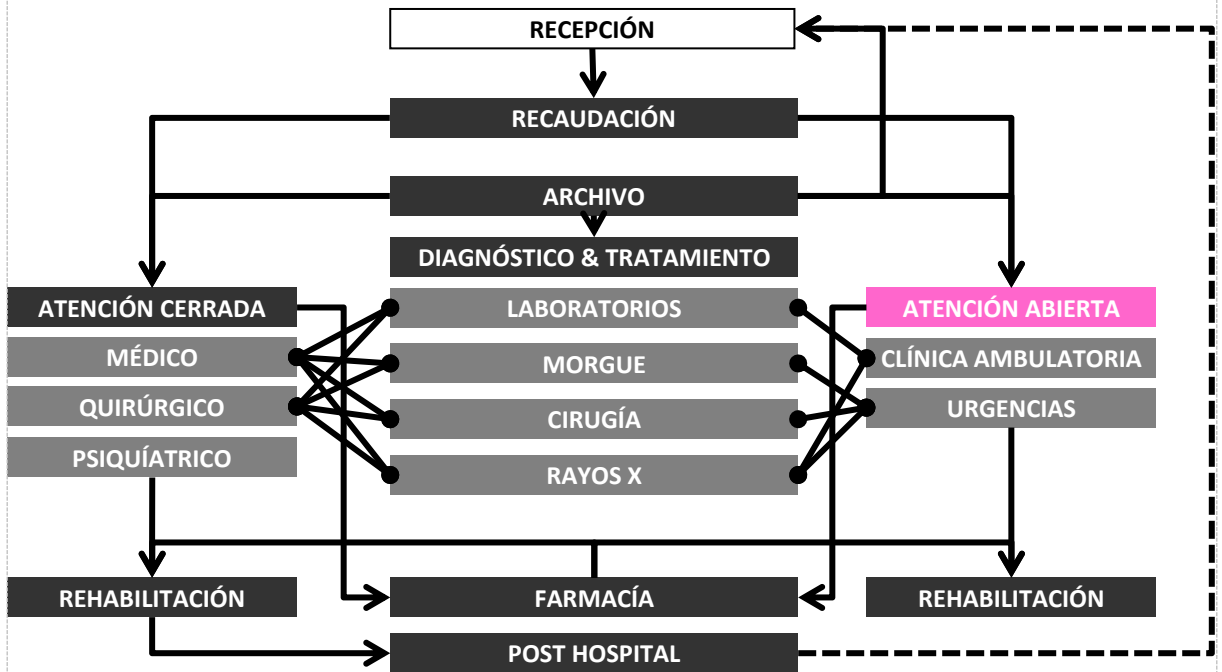 RECEPCIÓN
RECAUDACIÓN
ARCHIVO
DIAGNÓSTICO & TRATAMIENTO
ATENCIÓN CERRADA
MÉDICO
QUIRÚRGICO
PSIQUÍATRICO
LABORATORIOS
MORGUE
CIRUGÍA
RAYOS X
ATENCIÓN ABIERTA
CLÍNICA AMBULATORIA
URGENCIAS
REHABILITACIÓN
FARMACÍA
REHABILITACIÓN
POST HOSPITAL